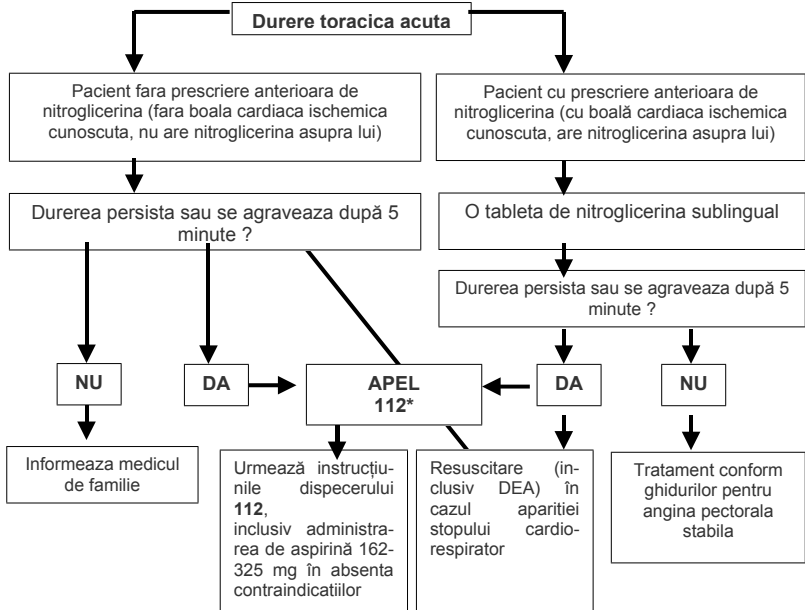 Durere toracica acuta
Pacient fara prescriere anterioara de
nitroglicerina (fara boala cardiaca ischemica
cunoscuta, nu are nitroglicerina asupra lui)
Pacient cu prescriere anterioara de
nitroglicerina (cu boală cardiaca ischemica
cunoscuta, are nitroglicerina asupra lui)
Durerea persista sau se agraveaza după 5
minute ?
O tableta de nitroglicerina sublingual
Durerea persista sau se agraveaza după 5
minute ?
NU
DA
APEL
112*
DA
NU
Informeaza medicul
de familie
Urmează instrucțiu-
nile dispecerului
112,
inclusiv administra-
rea de aspirină 162-
325 mg în absenta
contraindicatiilor
Resuscitare (in-
clusiv DEA) în
cazul aparitiei
stopului cardio-
respirator
Tratament conform
ghidurilor pentru
angina pectorala
stabila